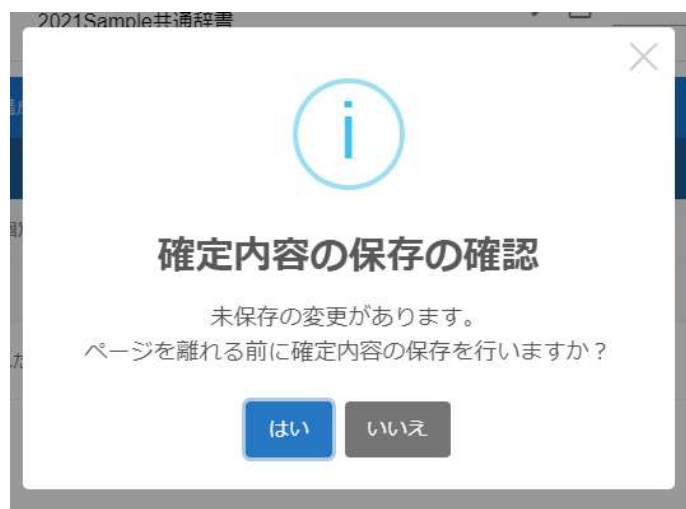 2021Sample共通辞書
確定内容の保存の確認
未保存の変更があります。
ページを離れる前に確定内容の保存を行いますか？
はい いいえ